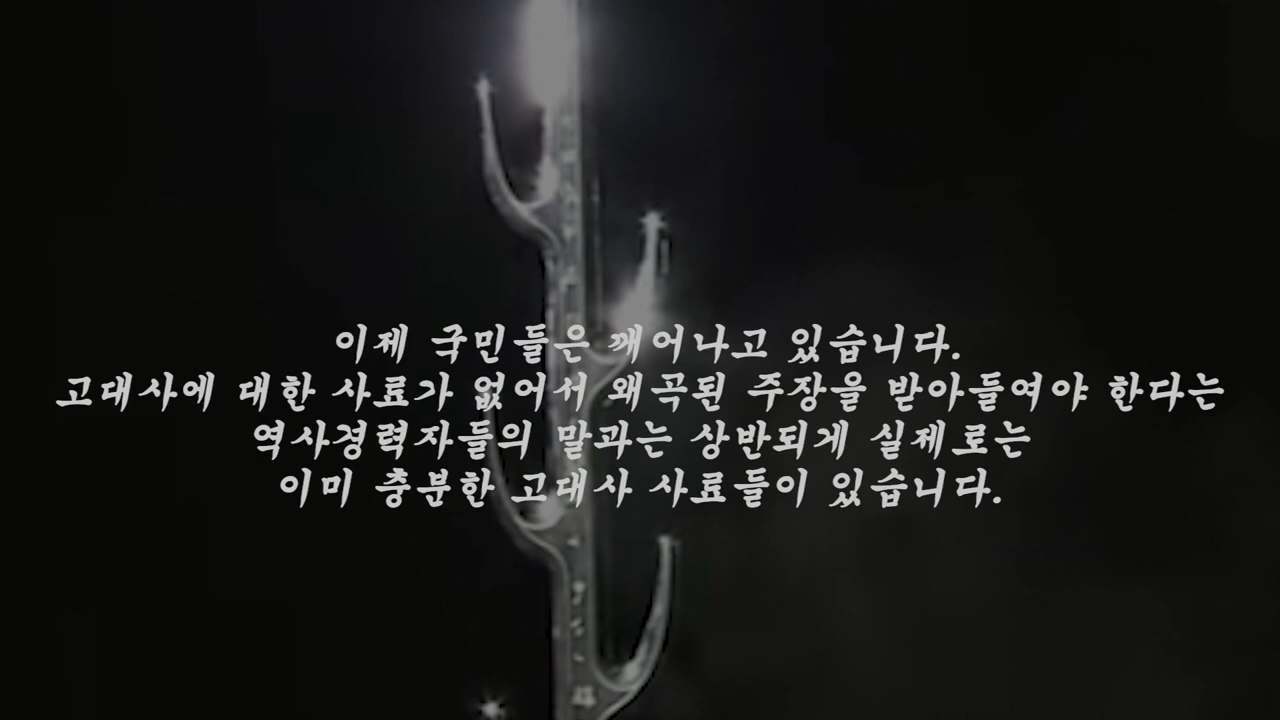 이제 국민들은 깨어나고 있습니다.
고대사에 대한 사료가 없어서 왜곡된 주장을 받아들여야 한다는
역사경력자들의 말과는 상반되게 실제로는
이미 충분한 고대사 사료들이 있습니다.